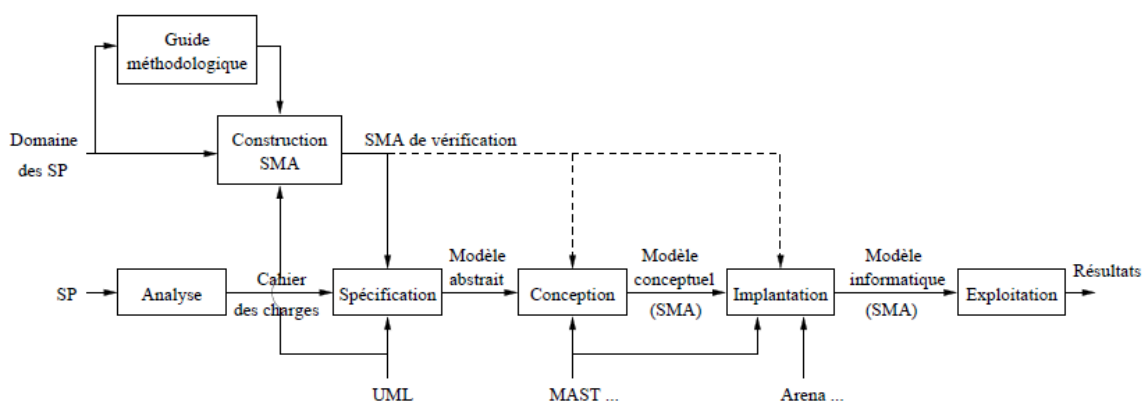 Guide
méthodologique
Domaine
des SP
Construction
SMA
SMA de vérification
SP
Analyse
Cahier
des charges
Spécification
Modèle
abstrait
Conception
Modèle
conceptuel
(SMA)
Implantation
Modèle
informatique
(SMA)
Exploitation
Résultats
UML
MAST ...
Arena ...